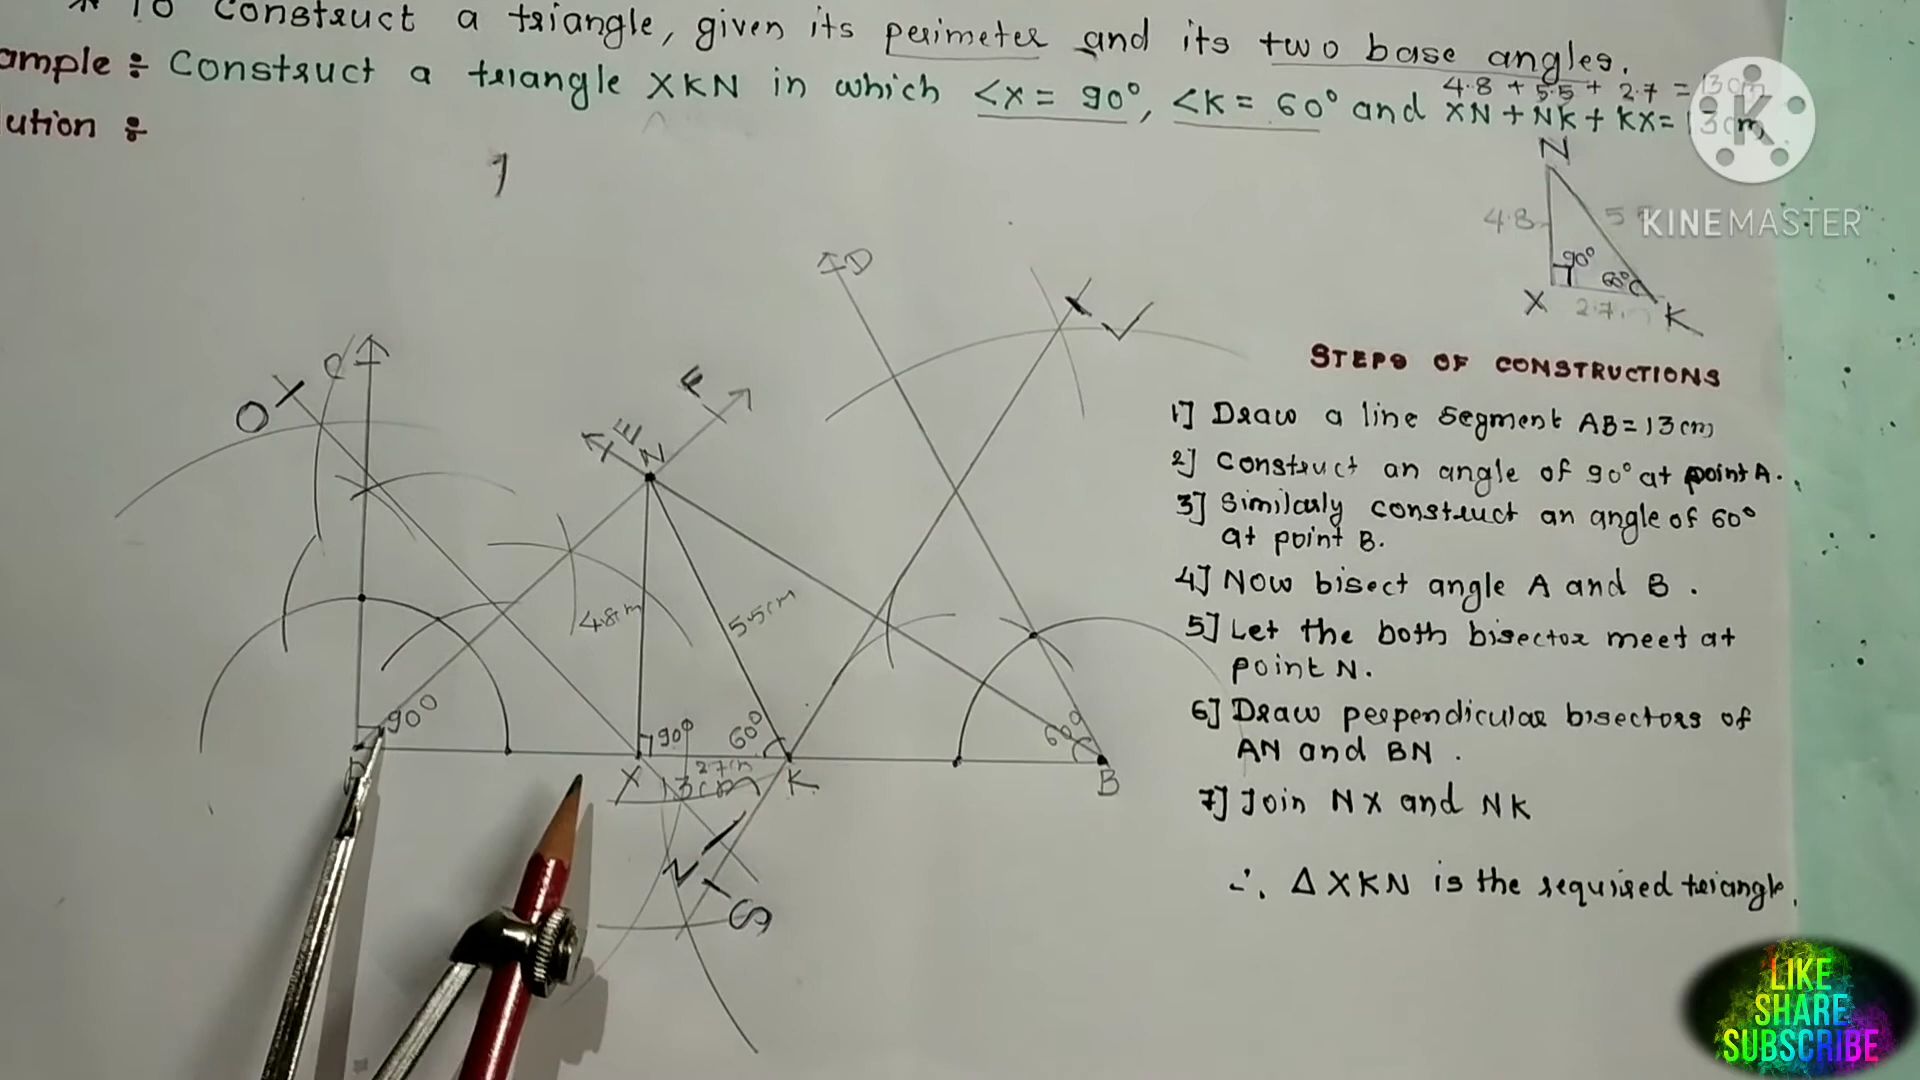 * To construct a triangle, given its perimeter and its two base angles.
ample ÷ Construct a triangle XKN in which <X = 90°, <K = 60° and XN + NK + KX = 13cm
4.8 + 5.5 + 2.7 = 13cm
lution ÷
K
KINEMASTER
N
4.8
90°
60°
X
2.7
K
STEPS OF CONSTRUCTIONS
1] Draw a line segment AB = 13cm
2] Construct an angle of 90° at point A.
3] Similarly construct an angle of 60°
at point B.
4] Now bisect angle A and B.
5] Let the both bisector meet at
point N.
6] Draw perpendicular bisectors of
AN and BN.
7] Join NX and NK
∴ Δ XKN is the required triangle.
D
C
O
F
E
N
4.8cm
5.5cm
90°
90°
60°
60°
2.7cm
X
13cm
K
B
S
LIKE
SHARE
SUBSCRIBE